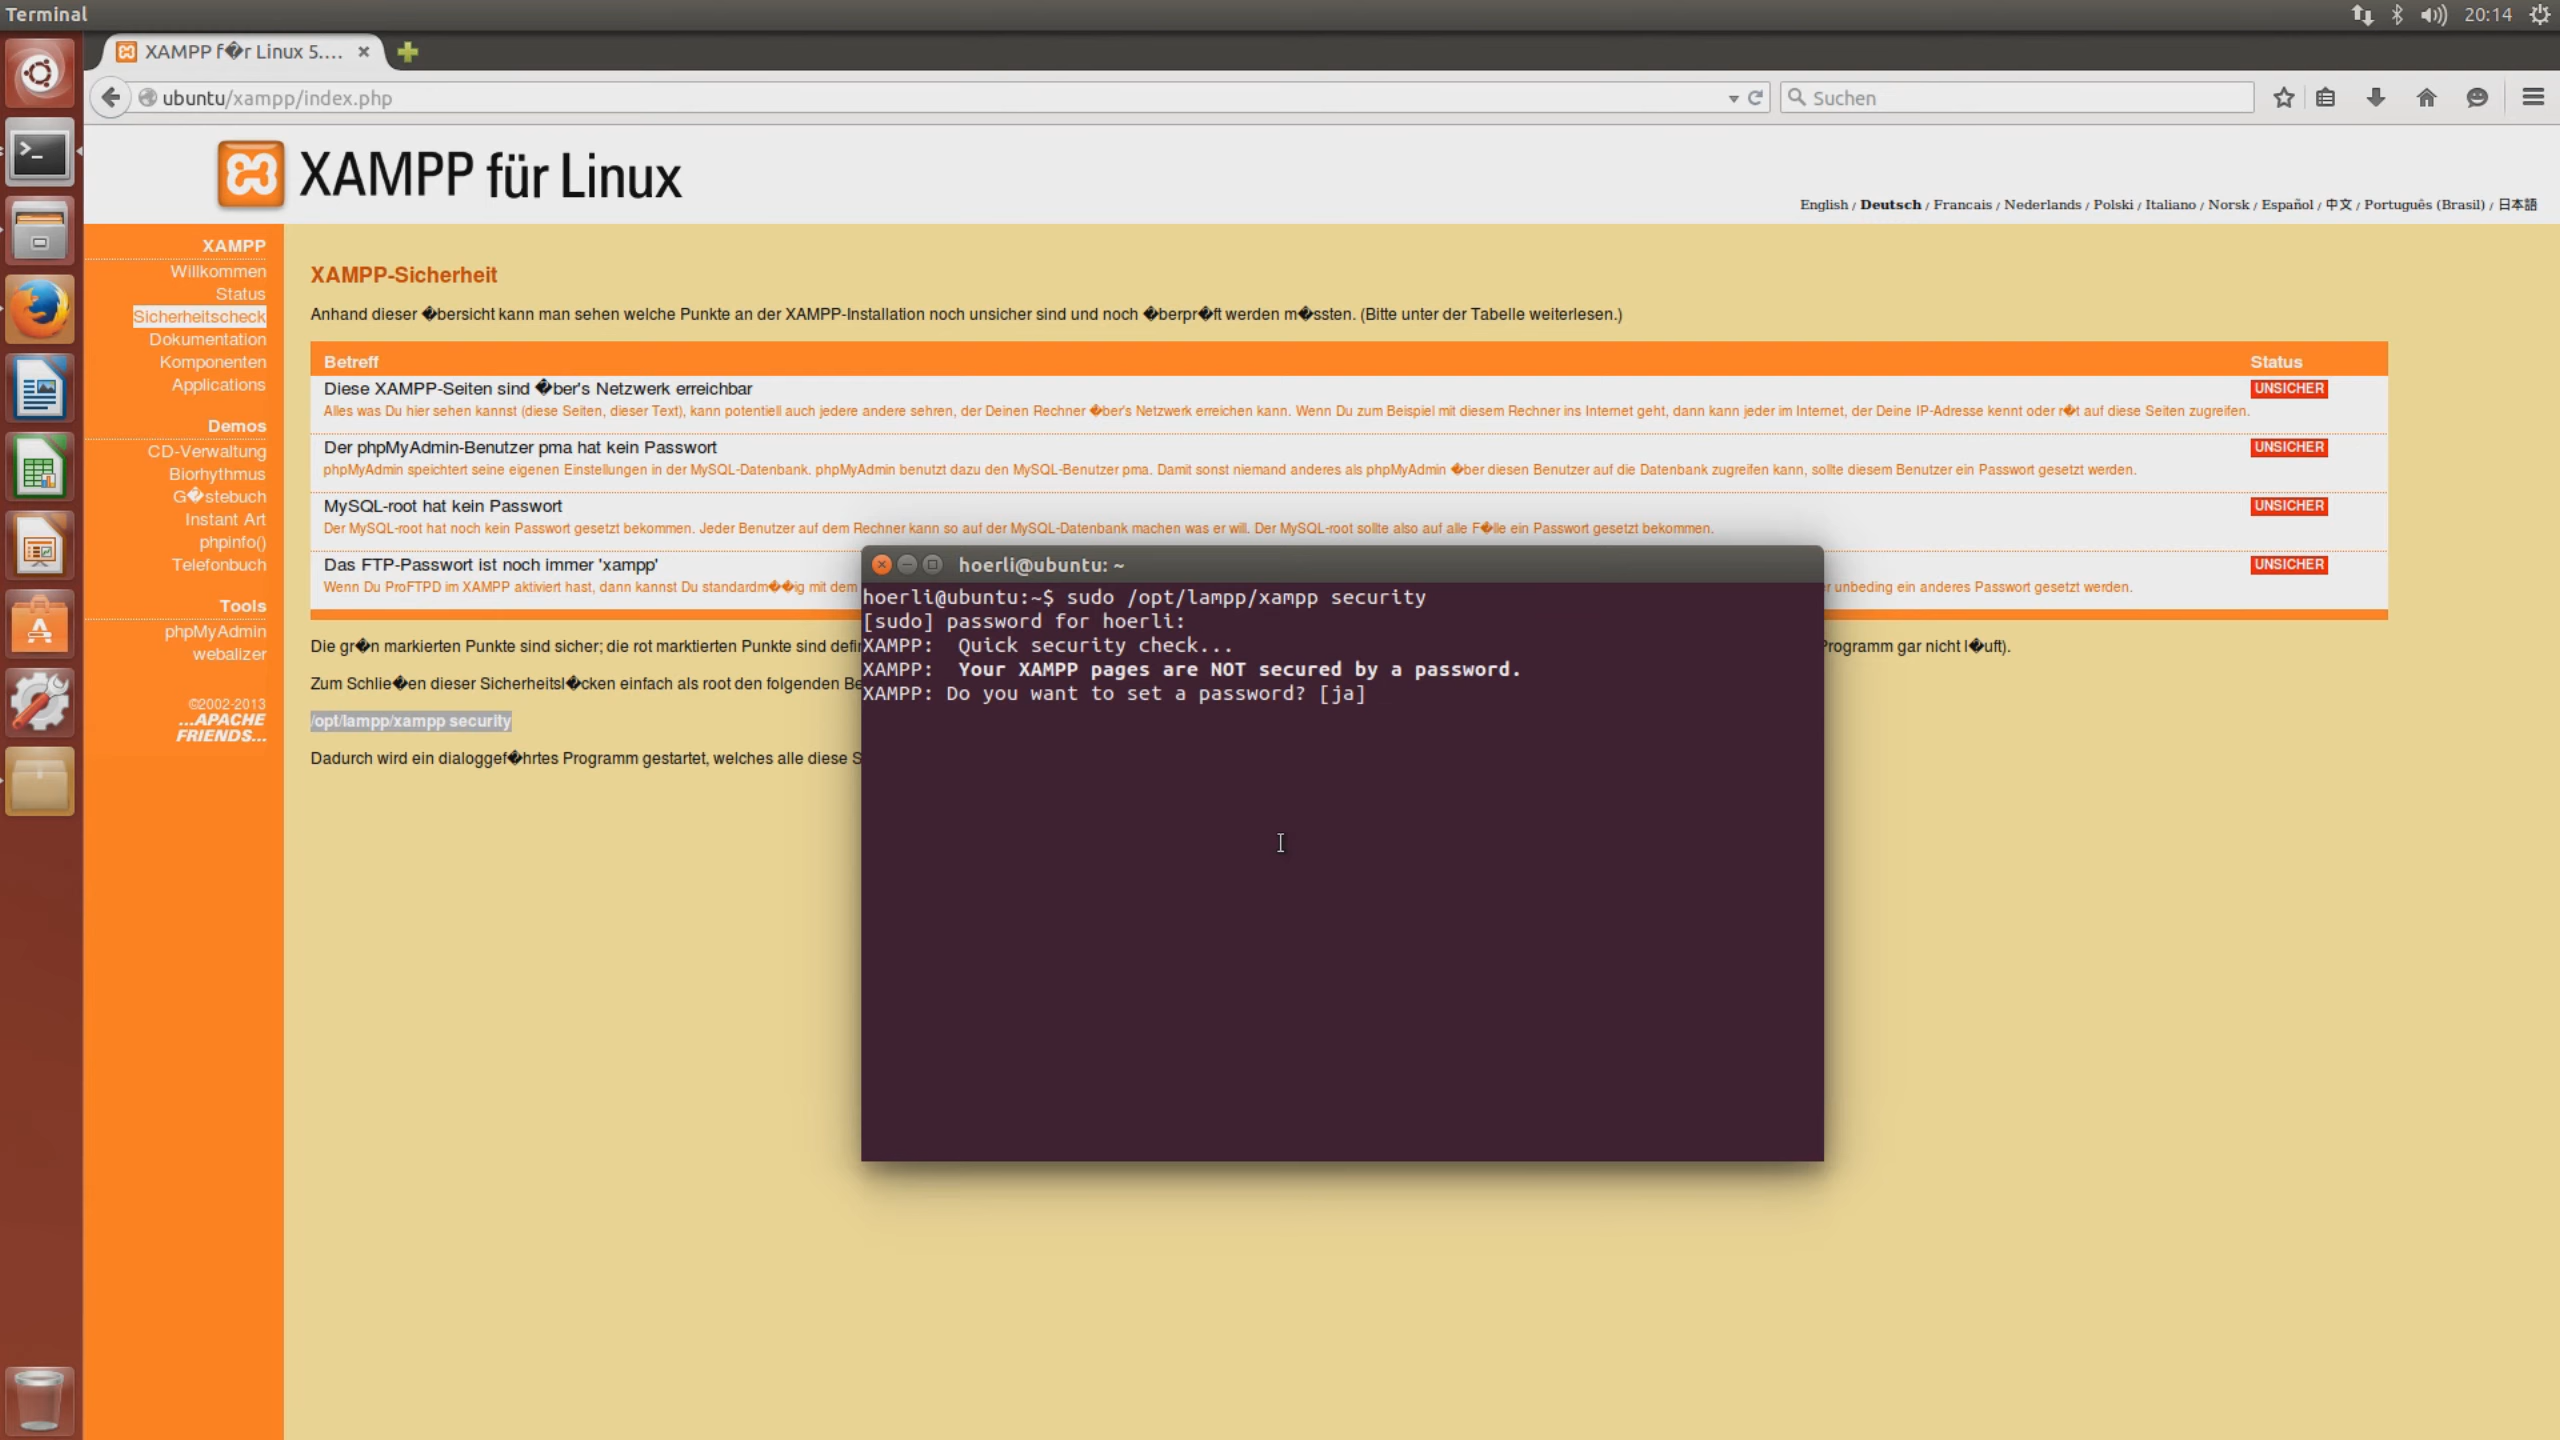 Terminal
20:14
XAMPP f�r Linux 5....
ubuntu/xampp/index.php
Suchen
XAMPP für Linux
English / Deutsch / Francais / Nederlands / Polski / Italiano / Norsk / Español / 中文 / Português (Brasil) / 日本語
XAMPP
Willkommen
Status
Sicherheitscheck
Dokumentation
Komponenten
Applications
Demos
CD-Verwaltung
Biorhythmus
G�stebuch
Instant Art
phpinfo()
Telefonbuch
Tools
phpMyAdmin
webalizer
©2002-2013
...APACHE
FRIENDS...
XAMPP-Sicherheit
Anhand dieser �bersicht kann man sehen welche Punkte an der XAMPP-Installation noch unsicher sind und noch �berpr�ft werden m�ssten. (Bitte unter der Tabelle weiterlesen.)
Betreff Status
Diese XAMPP-Seiten sind �ber's Netzwerk erreichbar UNSICHER
Alles was Du hier sehen kannst (diese Seiten, dieser Text), kann potentiell auch jedere andere sehren, der Deinen Rechner �ber's Netzwerk erreichen kann. Wenn Du zum Beispiel mit diesem Rechner ins Internet geht, dann kann jeder im Internet, der Deine IP-Adresse kennt oder r�t auf diese Seiten zugreifen.
Der phpMyAdmin-Benutzer pma hat kein Passwort UNSICHER
phpMyAdmin speichtert seine eigenen Einstellungen in der MySQL-Datenbank. phpMyAdmin benutzt dazu den MySQL-Benutzer pma. Damit sonst niemand anderes als phpMyAdmin �ber diesen Benutzer auf die Datenbank zugreifen kann, sollte diesem Benutzer ein Passwort gesetzt werden.
MySQL-root hat kein Passwort UNSICHER
Der MySQL-root hat noch kein Passwort gesetzt bekommen. Jeder Benutzer auf dem Rechner kann so auf der MySQL-Datenbank machen was er will. Der MySQL-root sollte also auf alle F�lle ein Passwort gesetzt bekommen.
Das FTP-Passwort ist noch immer 'xampp' UNSICHER
Wenn Du ProFTPD im XAMPP aktiviert hast, dann kannst Du standardm��ig mit dem
r unbeding ein anderes Passwort gesetzt werden.
Die gr�n markierten Punkte sind sicher; die rot marktierten Punkte sind defi
Programm gar nicht l�uft).
Zum Schlie�en dieser Sicherheitsl�cken einfach als root den folgenden Be
/opt/lampp/xampp security
Dadurch wird ein dialoggef�hrtes Programm gestartet, welches alle diese S
hoerli@ubuntu: ~
hoerli@ubuntu:~$ sudo /opt/lampp/xampp security
[sudo] password for hoerli:
XAMPP:  Quick security check...
XAMPP:  Your XAMPP pages are NOT secured by a password.
XAMPP: Do you want to set a password? [ja]